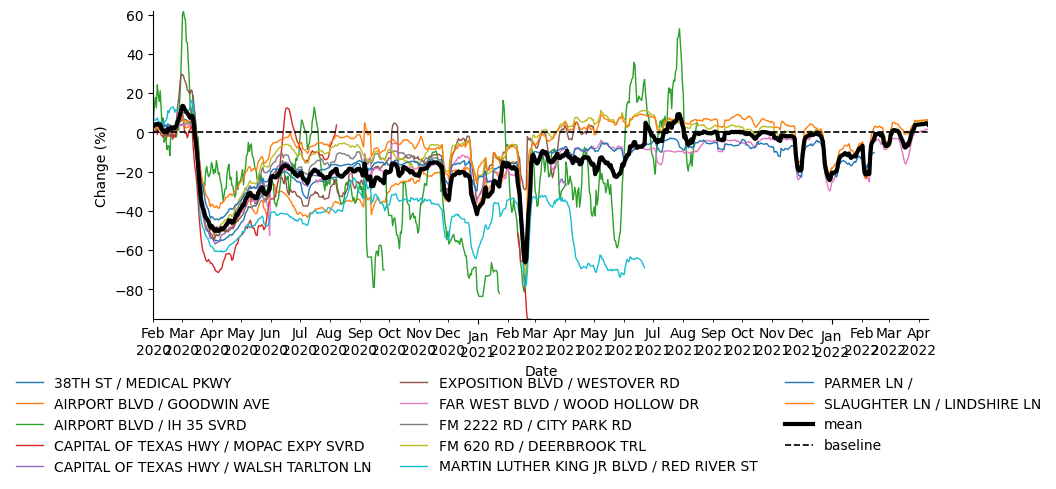 60
40
20
0
−20
−40
−60
−80
Change (%)
Feb Mar Apr May Jun Jul Aug Sep Oct Nov Dec Jan Feb Mar Apr May Jun Jul Aug Sep Oct Nov Dec Jan Feb Mar Apr
2020 2020 2020 2020 2020 2020 2020 2020 2020 2020 2020 2021 2021 2021 2021 2021 2021 2021 2021 2021 2021 2021 2021 2022 2022 2022 2022
Date
38TH ST / MEDICAL PKWY
AIRPORT BLVD / GOODWIN AVE
AIRPORT BLVD / IH 35 SVRD
CAPITAL OF TEXAS HWY / MOPAC EXPY SVRD
CAPITAL OF TEXAS HWY / WALSH TARLTON LN
EXPOSITION BLVD / WESTOVER RD
FAR WEST BLVD / WOOD HOLLOW DR
FM 2222 RD / CITY PARK RD
FM 620 RD / DEERBROOK TRL
MARTIN LUTHER KING JR BLVD / RED RIVER ST
PARMER LN /
SLAUGHTER LN / LINDSHIRE LN
mean
baseline